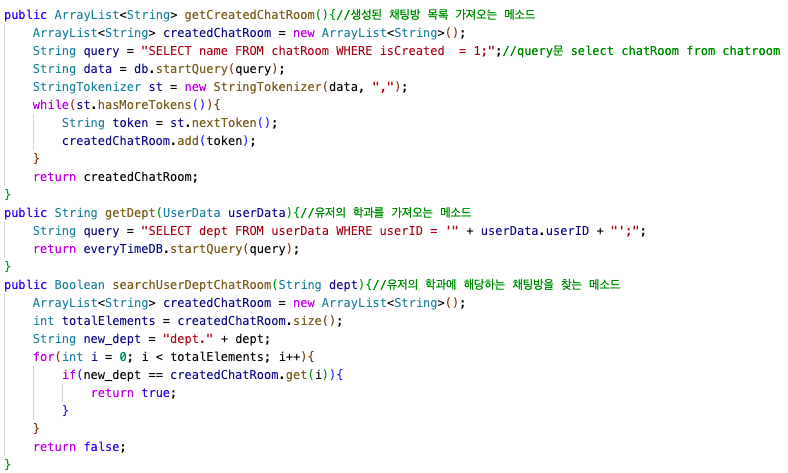 public ArrayList<String> getCreatedChatRoom(){//생성된 채팅방 목록 가져오는 메소드
    ArrayList<String> createdChatRoom = new ArrayList<String>();
    String query = "SELECT name FROM chatRoom WHERE isCreated  = 1;";//query문 select chatRoom from chatroom
    String data = db.startQuery(query);
    StringTokenizer st = new StringTokenizer(data, ",");
    while(st.hasMoreTokens()){
        String token = st.nextToken();
        createdChatRoom.add(token);
    }
    return createdChatRoom;
}
public String getDept(UserData userData){//유저의 학과를 가져오는 메소드
    String query = "SELECT dept FROM userData WHERE userID = '" + userData.userID + "';";
    return everyTimeDB.startQuery(query);
}
public Boolean searchUserDeptChatRoom(String dept){//유저의 학과에 해당하는 채팅방을 찾는 메소드
    ArrayList<String> createdChatRoom = new ArrayList<String>();
    int totalElements = createdChatRoom.size();
    String new_dept = "dept." + dept;
    for(int i = 0; i < totalElements; i++){
        if(new_dept == createdChatRoom.get(i)){
            return true;
        }
    }
    return false;
}